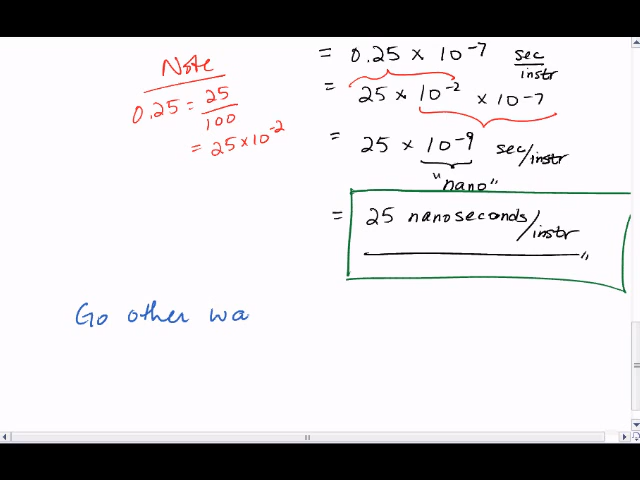 Note
0.25 = 25/100
= 25 × 10^-2
= 0.25 × 10^-7 sec/instr
= 25 × 10^-2 × 10^-7
= 25 × 10^-9 sec/instr
"nano"
= 25 nanoseconds/instr
Go other wa